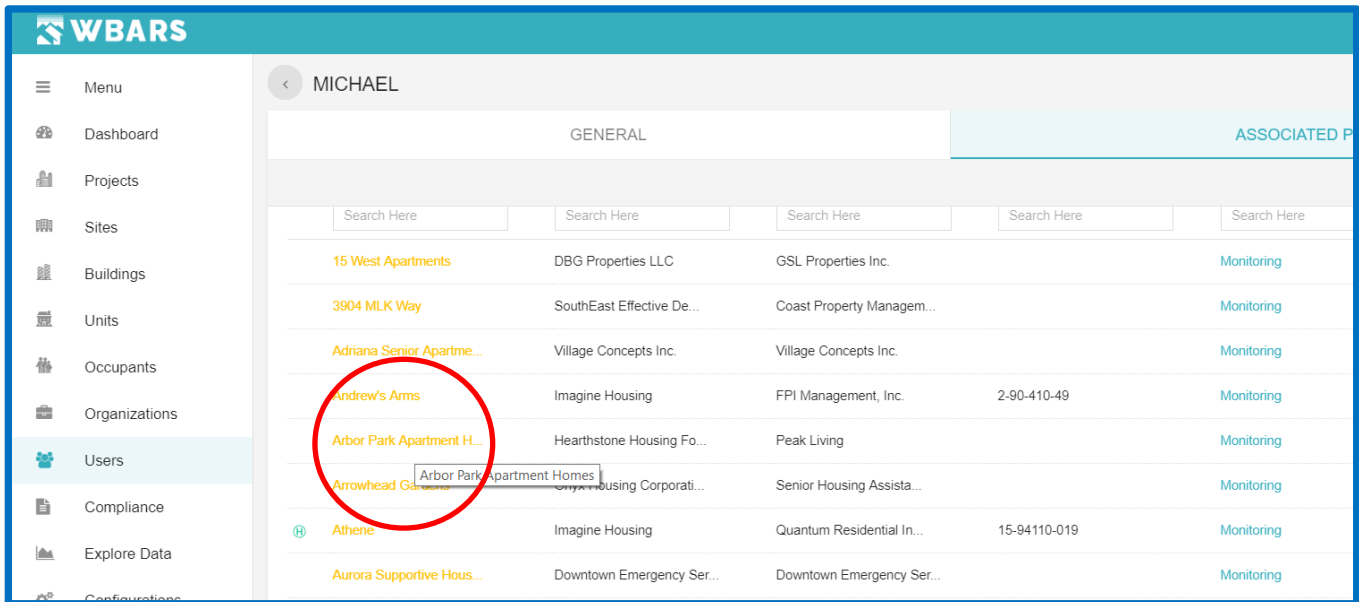 WBARS
Menu
Dashboard
Projects
Sites
Buildings
Units
Occupants
Organizations
Users
Compliance
Explore Data
Configurations
‹ MICHAEL
GENERAL ASSOCIATED P
Search Here Search Here Search Here Search Here Search Here
15 West Apartments DBG Properties LLC GSL Properties Inc. Monitoring
3904 MLK Way SouthEast Effective De... Coast Property Managem... Monitoring
Adriana Senior Apartme... Village Concepts Inc. Village Concepts Inc. Monitoring
Andrew's Arms Imagine Housing FPI Management, Inc. 2-90-410-49 Monitoring
Arbor Park Apartment H... Hearthstone Housing Fo... Peak Living Monitoring
Arbor Park Apartment Homes
Arrowhead Gardens Onyx Housing Corporati... Senior Housing Assista... Monitoring
H Athene Imagine Housing Quantum Residential In... 15-94110-019 Monitoring
Aurora Supportive Hous... Downtown Emergency Ser... Downtown Emergency Ser... Monitoring